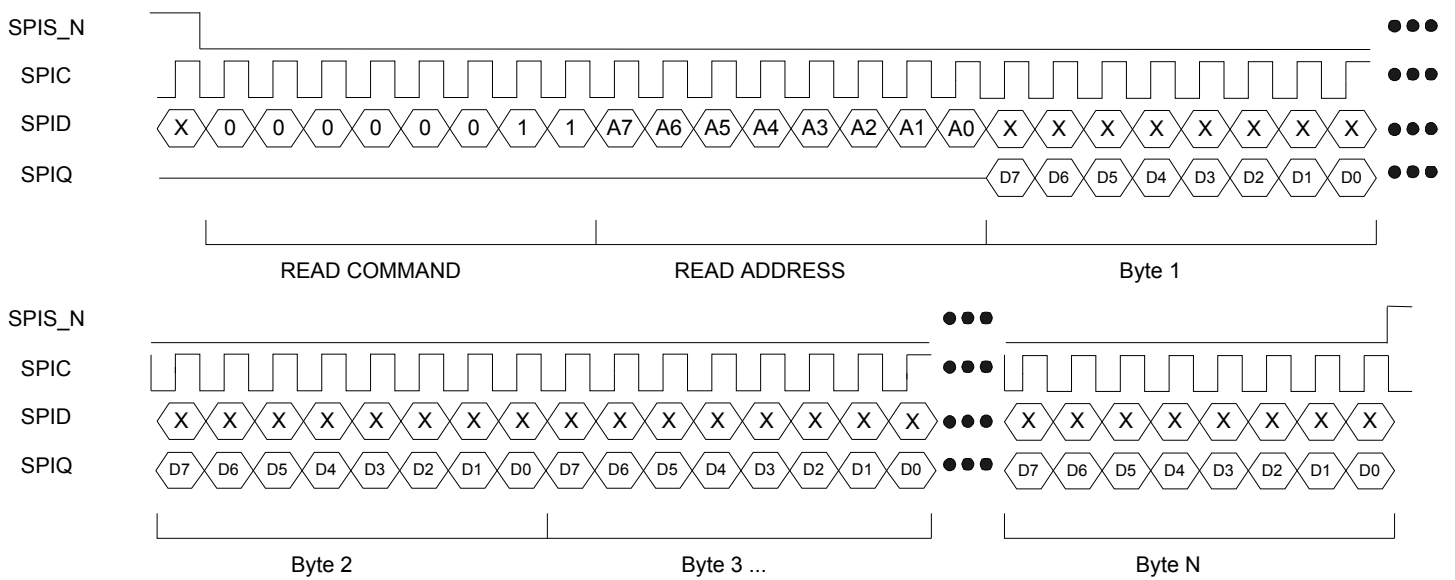 SPIS_N
SPIC
SPID X 0 0 0 0 0 0 1 1 A7 A6 A5 A4 A3 A2 A1 A0 X X X X X X X X
SPIQ D7 D6 D5 D4 D3 D2 D1 D0
READ COMMAND READ ADDRESS Byte 1
SPIS_N
SPIC
SPID X X X X X X X X X X X X X X X X X X X X X X X X
SPIQ D7 D6 D5 D4 D3 D2 D1 D0 D7 D6 D5 D4 D3 D2 D1 D0 D7 D6 D5 D4 D3 D2 D1 D0
Byte 2 Byte 3 ... Byte N